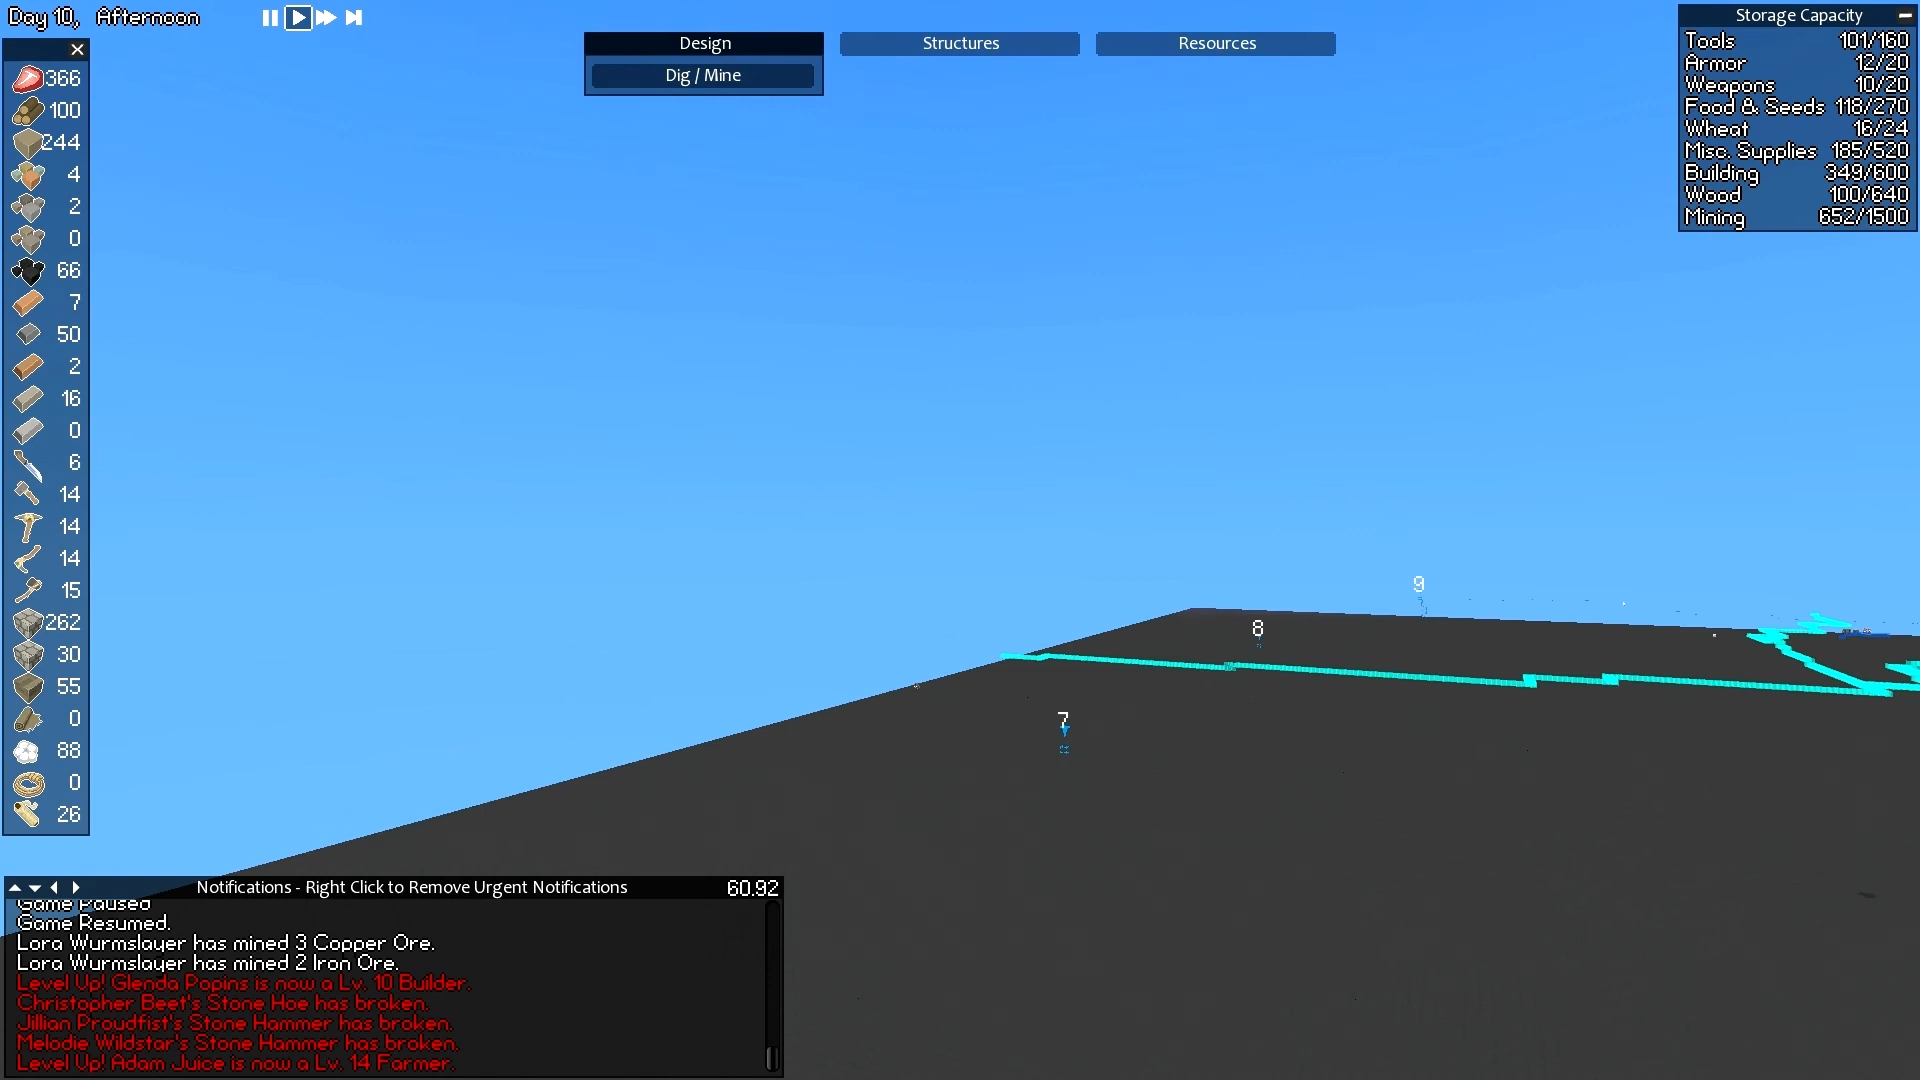 Day 10, Afternoon
Design
Dig / Mine
Structures
Resources
Storage Capacity
Tools 101/160
Armor 12/20
Weapons 10/20
Food & Seeds 118/270
Wheat 16/24
Misc. Supplies 185/520
Building 349/600
Wood 100/640
Mining 652/1500
366
100
244
4
2
0
66
7
50
2
16
0
6
14
14
14
15
262
30
55
0
88
0
26
9
8
7
Notifications - Right Click to Remove Urgent Notifications 60.92
Game Paused
Game Resumed.
Lora Wurmslayer has mined 3 Copper Ore.
Lora Wurmslayer has mined 2 Iron Ore.
Level Up! Glenda Popins is now a Lv. 10 Builder.
Christopher Beet's Stone Hoe has broken.
Jillian Proudfist's Stone Hammer has broken.
Melodie Wildstar's Stone Hammer has broken.
Level Up! Adam Juice is now a Lv. 14 Farmer.